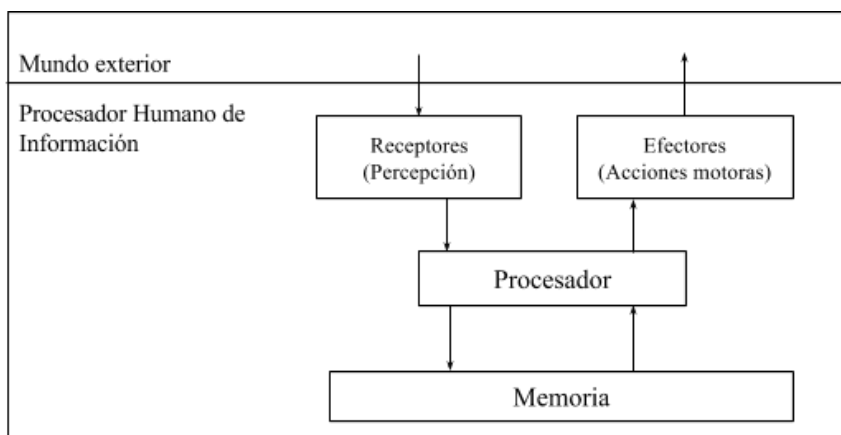 Mundo exterior
Procesador Humano de
Información
Receptores
(Percepción)
Efectores
(Acciones motoras)
Procesador
Memoria